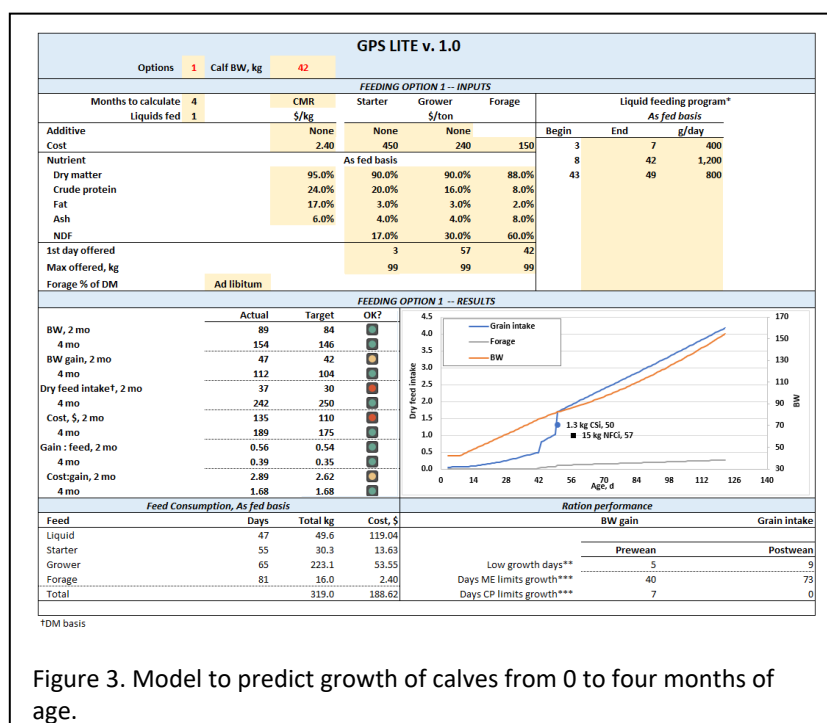 GPS LITE v. 1.0
Options 1 Calf BW, kg 42
FEEDING OPTION 1 -- INPUTS
Months to calculate 4 CMR Starter Grower Forage Liquid feeding program*
Liquids fed 1 $/kg $/ton As fed basis
Additive None None None Begin End g/day
Cost 2.40 450 240 150 3 7 400
Nutrient As fed basis 8 42 1,200
Dry matter 95.0% 90.0% 90.0% 88.0% 43 49 800
Crude protein 24.0% 20.0% 16.0% 8.0%
Fat 17.0% 3.0% 3.0% 2.0%
Ash 6.0% 4.0% 4.0% 8.0%
NDF 17.0% 30.0% 60.0%
1st day offered 3 57 42
Max offered, kg 99 99 99
Forage % of DM Ad libitum
FEEDING OPTION 1 -- RESULTS
Actual Target OK?
BW, 2 mo 89 84
4 mo 154 146
BW gain, 2 mo 47 42
4 mo 112 104
Dry feed intake†, 2 mo 37 30
4 mo 242 250
Cost, $, 2 mo 135 110
4 mo 189 175
Gain : feed, 2 mo 0.56 0.54
4 mo 0.39 0.35
Cost:gain, 2 mo 2.89 2.62
4 mo 1.68 1.68
Dry feed intake
4.5
4.0
3.5
3.0
2.5
2.0
1.5
1.0
0.5
0.0
Grain intake
Forage
BW
1.3 kg CSi, 50
15 kg NFCi, 57
170
150
130
110
90
70
50
30
BW
0 14 28 42 56 70 84 98 112 126 140
Age, d
Feed Consumption, As fed basis
Feed Days Total kg Cost, $
Liquid 47 49.6 119.04
Starter 55 30.3 13.63
Grower 65 223.1 53.55
Forage 81 16.0 2.40
Total 319.0 188.62
Ration performance
BW gain Grain intake
Prewean Postwean
Low growth days** 5 9
Days ME limits growth*** 40 73
Days CP limits growth*** 7 0
†DM basis
Figure 3. Model to predict growth of calves from 0 to four months of
age.